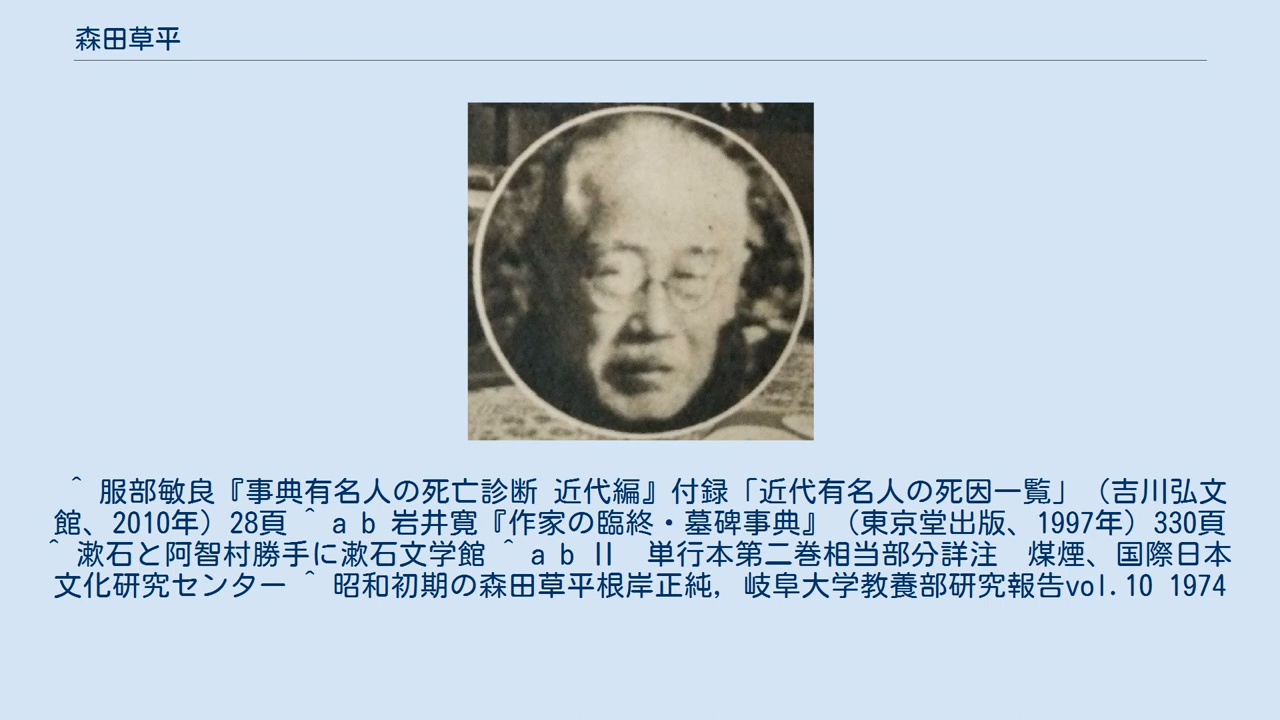 森田草平
^ 服部敏良『事典有名人の死亡診断 近代編』付録「近代有名人の死因一覧」（吉川弘文
館、2010年）28頁 ^ a b 岩井寛『作家の臨終・墓碑事典』（東京堂出版、1997年）330頁
^ 漱石と阿智村勝手に漱石文学館 ^ a b II　単行本第二巻相当部分詳注　煤煙、国際日本
文化研究センター ^ 昭和初期の森田草平根岸正純，岐阜大学教養部研究報告vol.10 1974